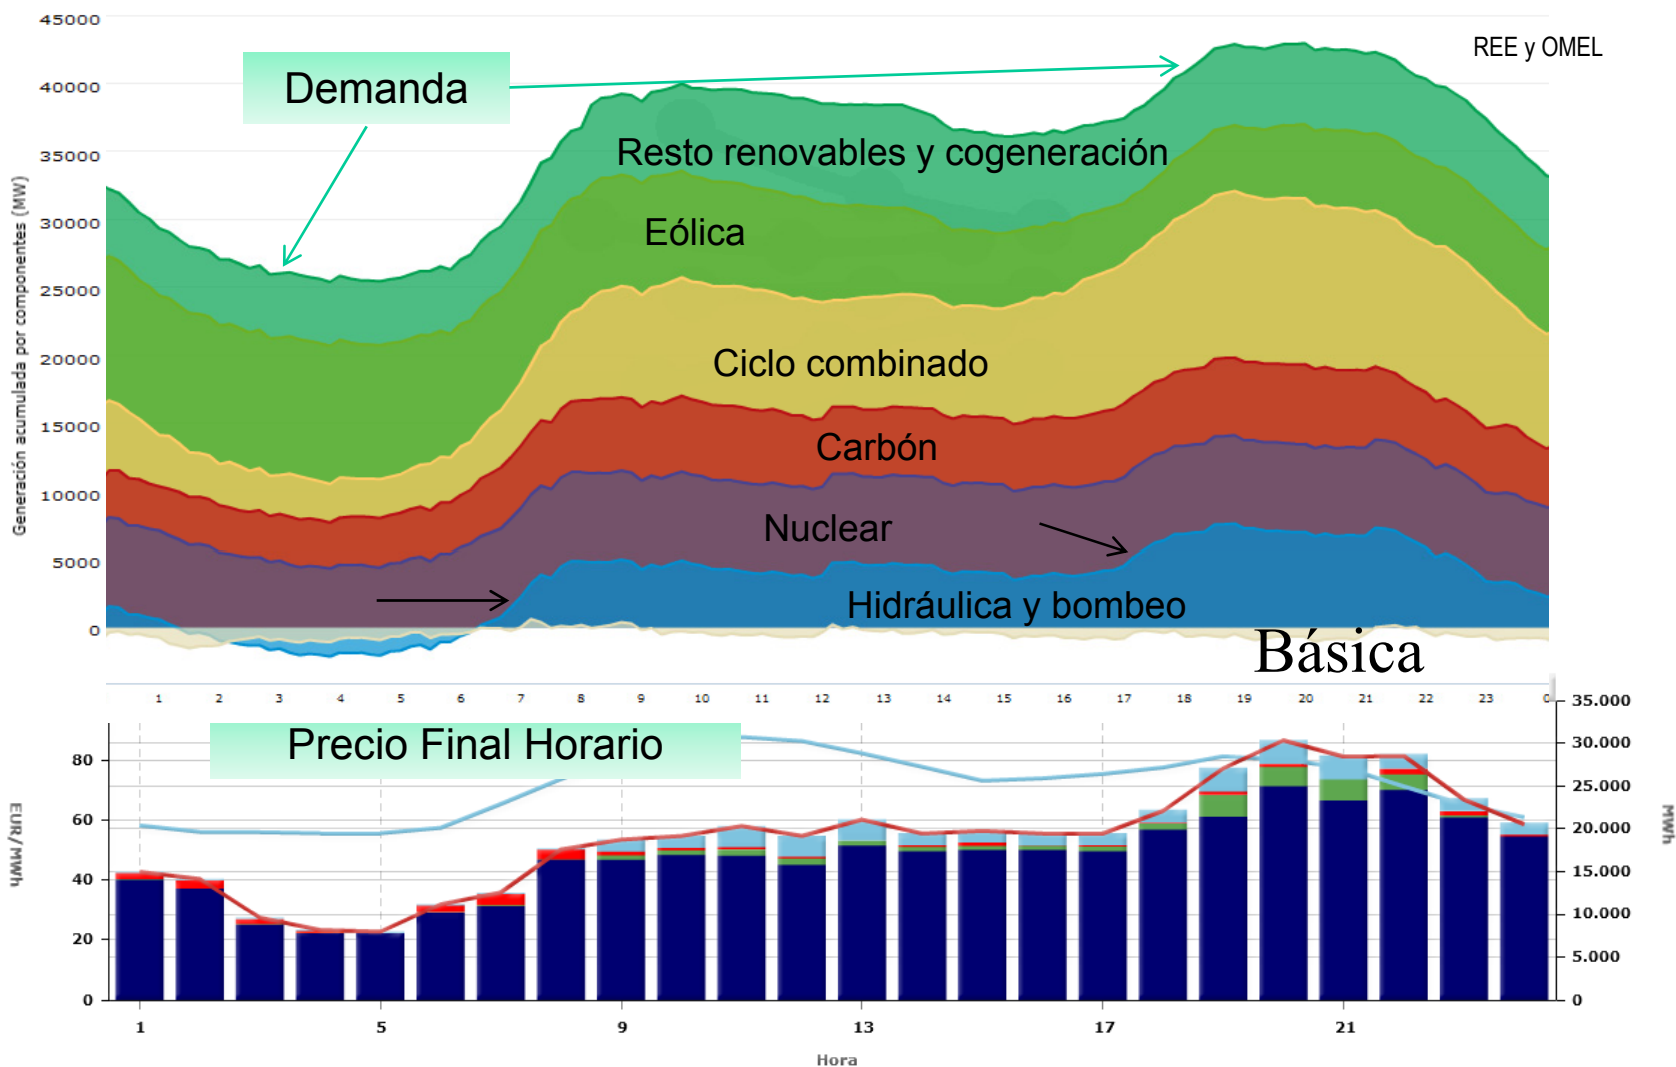 45000
REE y OMEL
Demanda
40000
35000
Resto renovables y cogeneración
30000
Eólica
25000
20000
Ciclo combinado
15000
Carbón
10000
Nuclear
5000
Hidráulica y bombeo
0
Generación acumulada por componentes (MW)
Básica
1 2 3 4 5 6 7 8 9 10 11 12 13 14 15 16 17 18 19 20 21 22 23 0
Precio Final Horario
80
60
40
20
0
EUR/MWh
35.000
30.000
25.000
20.000
15.000
10.000
5.000
0
MWh
1 5 9 13 17 21
Hora